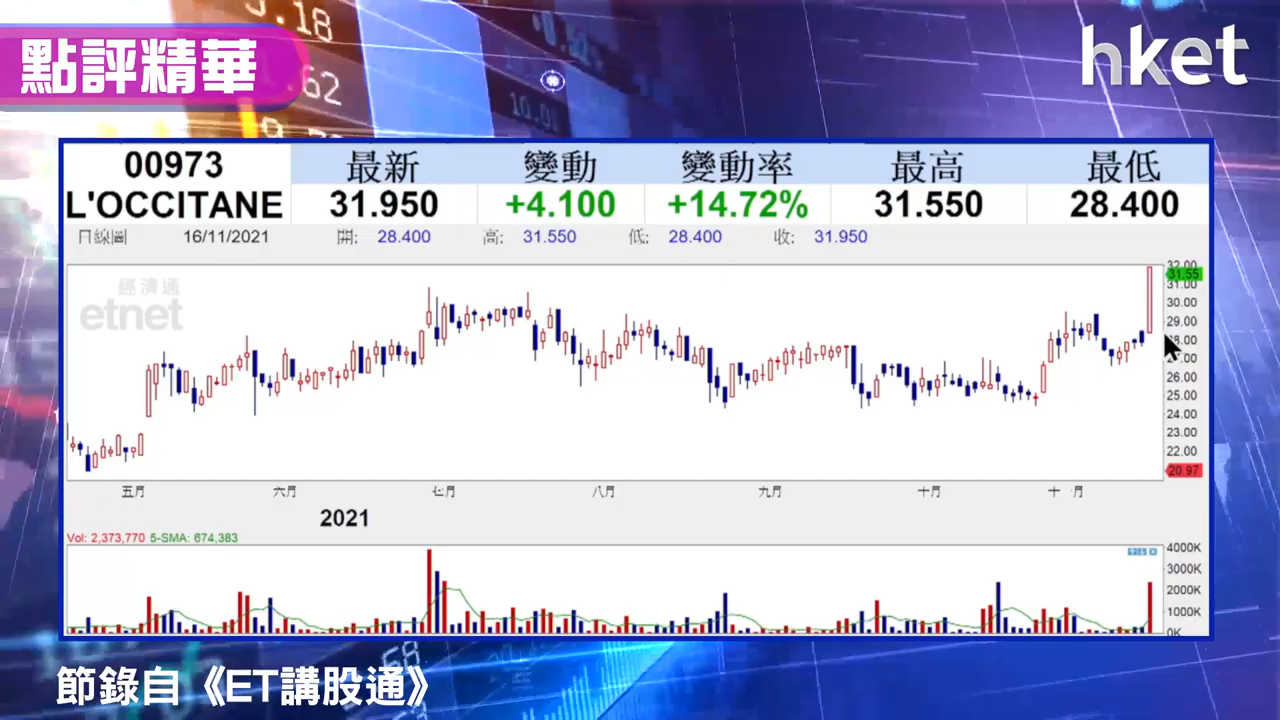 點評精華
hket
00973
L'OCCITANE
最新 變動 變動率 最高 最低
31.950 +4.100 +14.72% 31.550 28.400
日線圖 16/11/2021 開: 28.400 高: 31.550 低: 28.400 收: 31.950
經濟通
etnet
32.00
31.55
31.00
30.00
29.00
28.00
27.00
26.00
25.00
24.00
23.00
22.00
20.97
五月 六月 七月 八月 九月 十月 十一月
2021
Vol: 2,373,770 5-SMA: 674,383
4000K
3000K
2000K
1000K
0K
節錄自《ET講股通》